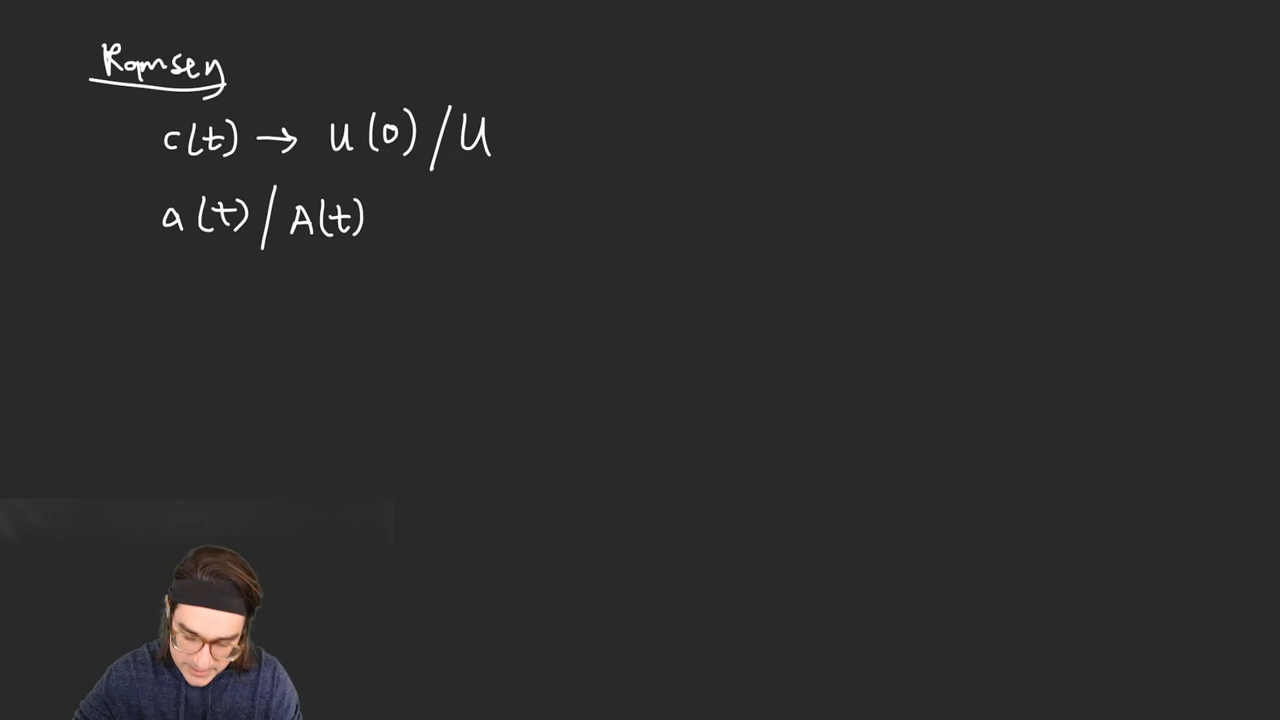 Ramsey
c(t) → U(0)/U
a(t)/A(t)